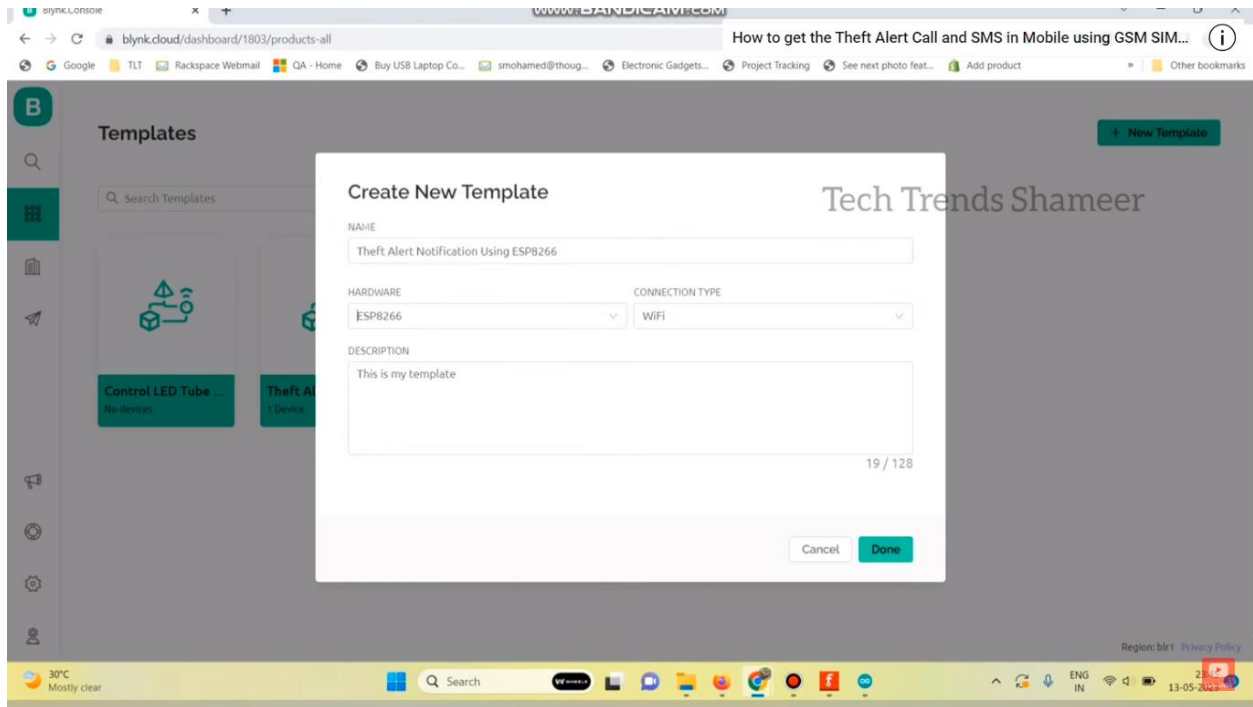 Blynk.Console
WWW.BANDICAM.COM
blynk.cloud/dashboard/1803/products-all
How to get the Theft Alert Call and SMS in Mobile using GSM SIM...
Google TLT Rackspace Webmail QA - Home Buy USB Laptop Co... smohamed@thoug... Electronic Gadgets... Project Tracking See next photo feat... Add product » Other bookmarks
B
Templates
+ New Template
Search Templates
Create New Template
Tech Trends Shameer
NAME
Theft Alert Notification Using ESP8266
HARDWARE CONNECTION TYPE
ESP8266 WiFi
DESCRIPTION
This is my template
Control LED Tube ...
No devices
Theft Al
1 Device
19 / 128
Cancel Done
Region: blr1 Privacy Policy
30°C
Mostly clear
Search
ENG
IN
13-05-2